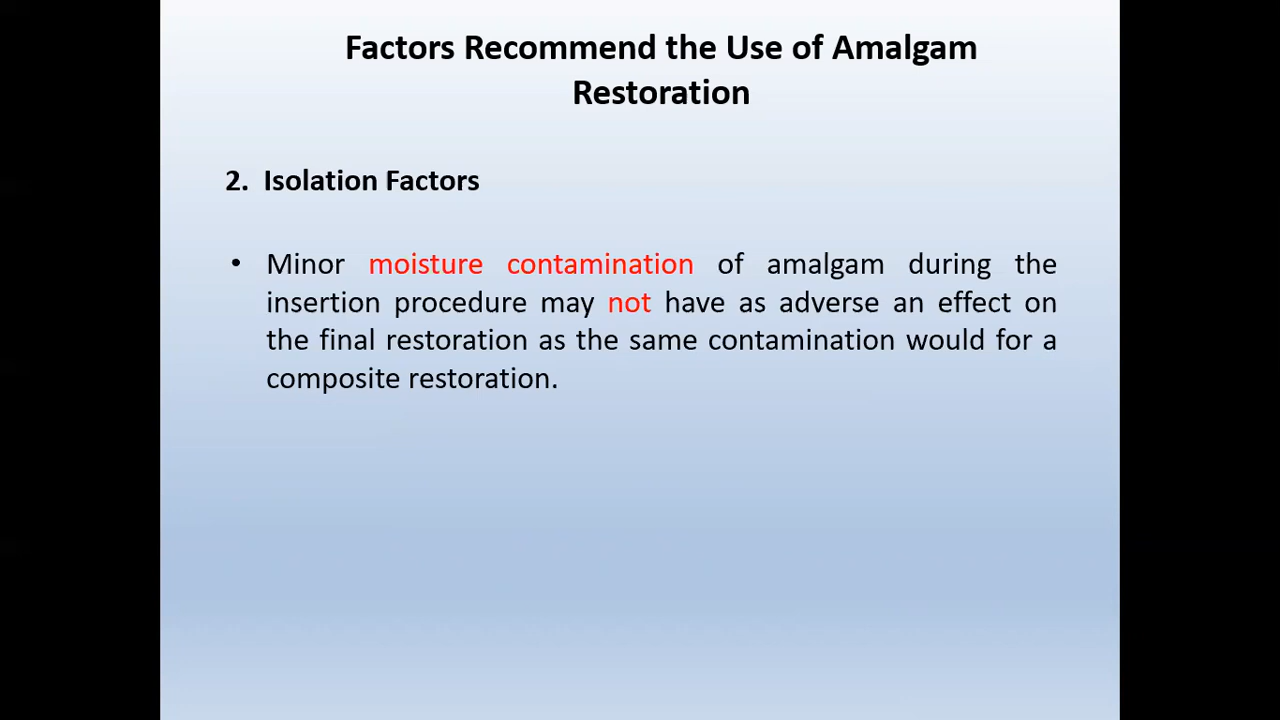 Factors Recommend the Use of Amalgam
Restoration
2. Isolation Factors
• Minor moisture contamination of amalgam during the
insertion procedure may not have as adverse an effect on
the final restoration as the same contamination would for a
composite restoration.